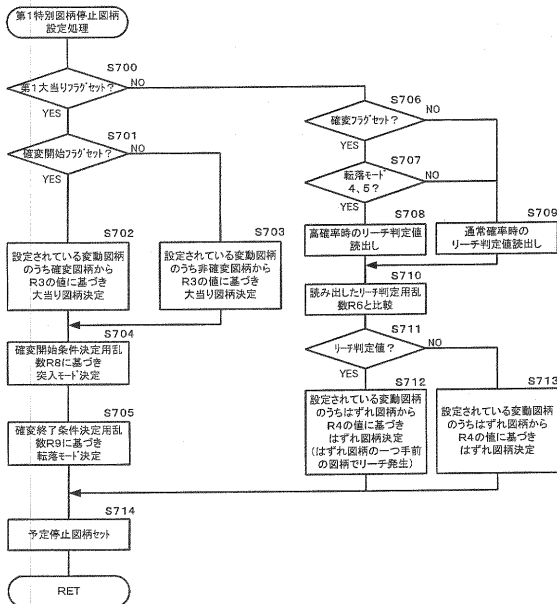 第1特別図柄停止図柄
設定処理
S700
第1大当りフラグセット?
NO
YES
S701
確変開始フラグセット?
NO
YES
S702
設定されている変動図柄
のうち確変図柄から
R3の値に基づき
大当り図柄決定
S703
設定されている変動図柄
のうち非確変図柄から
R3の値に基づき
大当り図柄決定
S704
確変開始条件決定用乱
数R8に基づき
突入モード決定
S705
確変終了条件決定用乱
数R9に基づき
転落モード決定
S706
確変フラグセット?
NO
YES
S707
転落モード
4、5?
NO
YES
S708
高確率時のリーチ判定値
読出し
S709
通常確率時の
リーチ判定値読出し
S710
読み出したリーチ判定用乱
数R6と比較
S711
リーチ判定値?
NO
YES
S712
設定されている変動図柄
のうちはずれ図柄から
R4の値に基づき
はずれ図柄決定
(はずれ図柄の一つ手前
の図柄でリーチ発生)
S713
設定されている変動図柄
のうちはずれ図柄から
R4の値に基づき
はずれ図柄決定
S714
予定停止図柄セット
RET